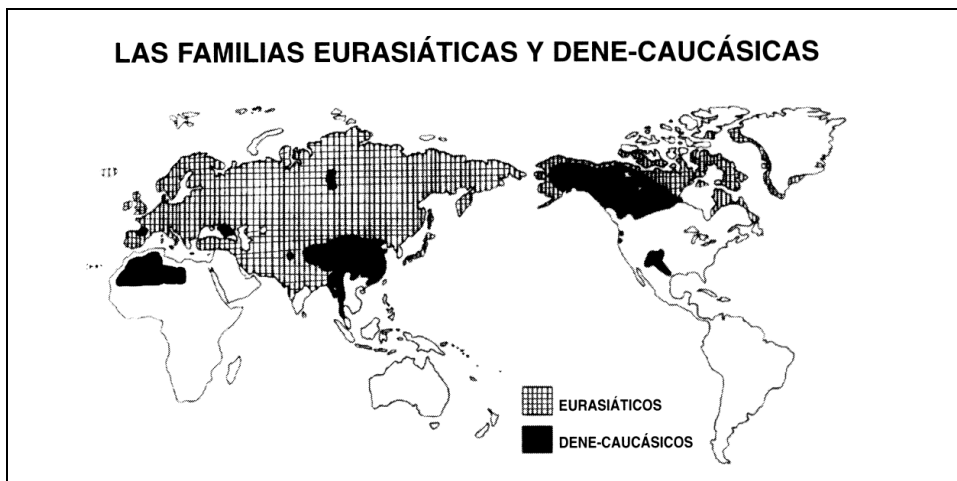 LAS FAMILIAS EURASIÁTICAS Y DENE-CAUCÁSICAS
EURASIÁTICOS
DENE-CAUCÁSICOS